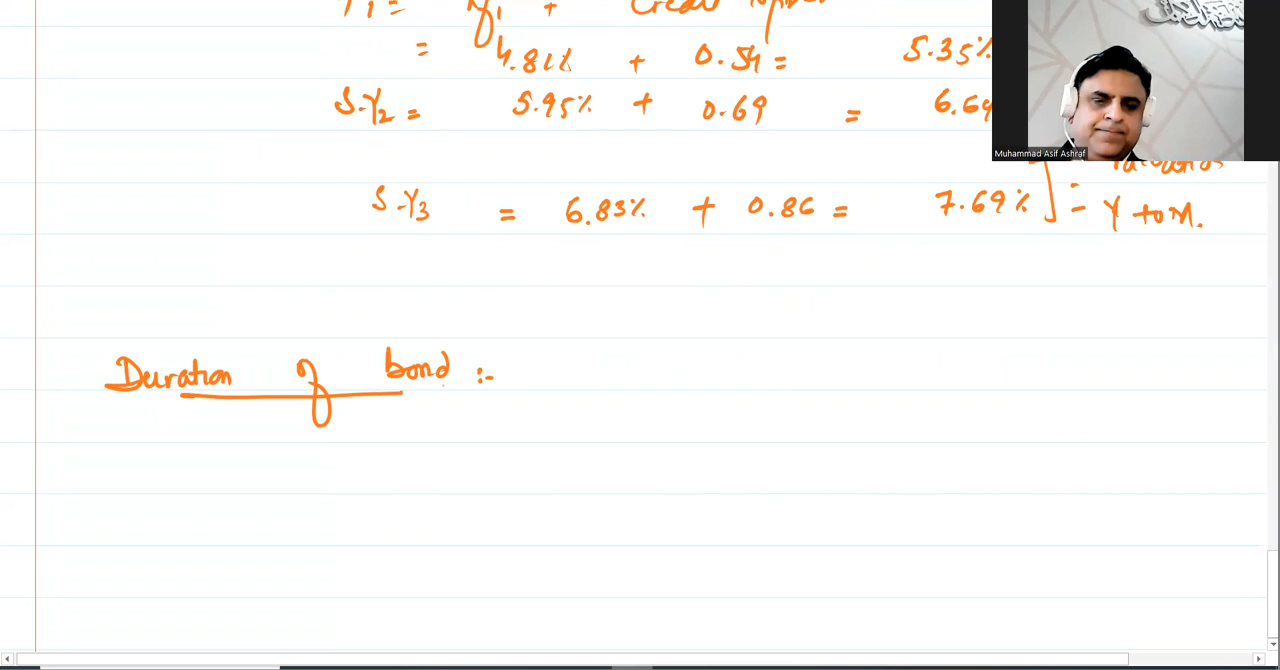 = Credit
= 4.81% + 0.54 = 5.35%
S.Y2 = 5.95% + 0.69 = 6.64
Muhammad Asif Ashraf
S.Y3 = 6.83% + 0.86 = 7.69% ] = Y to M.
Duration of bond :-